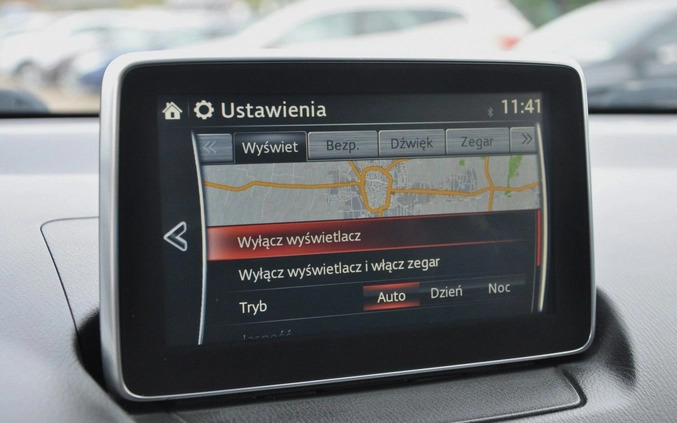 Ustawienia 11:41
Wyświet Bezp. Dźwięk Zegar
Wyłącz wyświetlacz
Wyłącz wyświetlacz i włącz zegar
Tryb Auto Dzień Noc